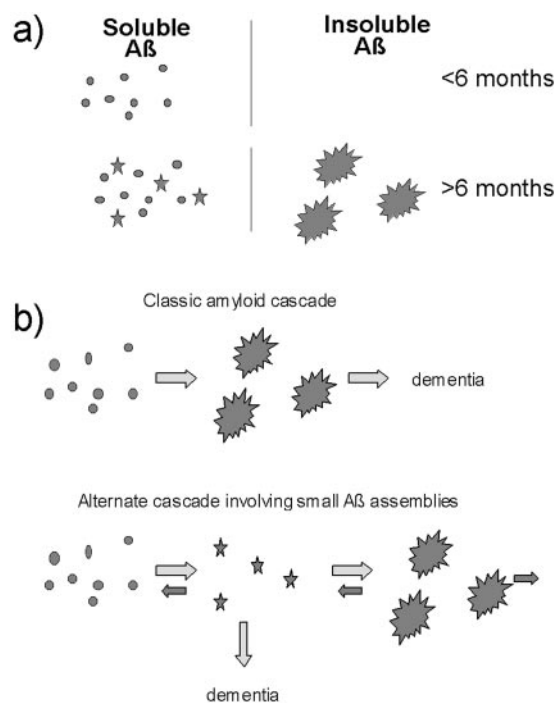 a)
Soluble
Aß
Insoluble
Aß
<6 months
>6 months
b)
Classic amyloid cascade
dementia
Alternate cascade involving small Aß assemblies
dementia